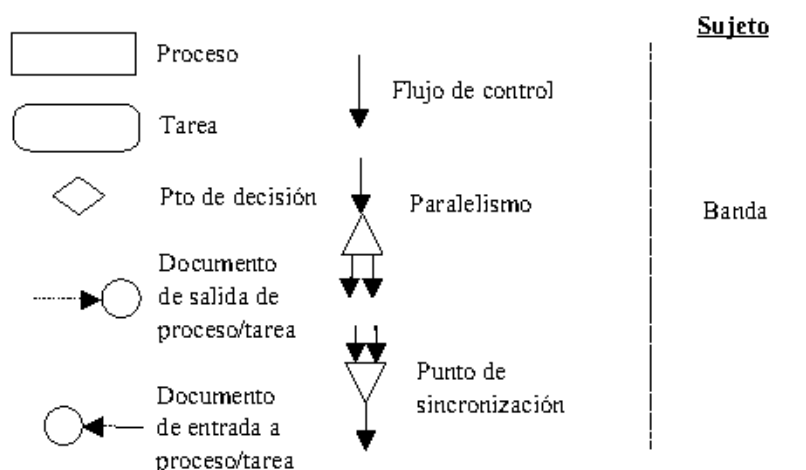 Sujeto
Proceso
Flujo de control
Tarea
Pto de decisión
Paralelismo
Banda
Documento
de salida de
proceso/tarea
Punto de
sincronización
Documento
de entrada a
proceso/tarea